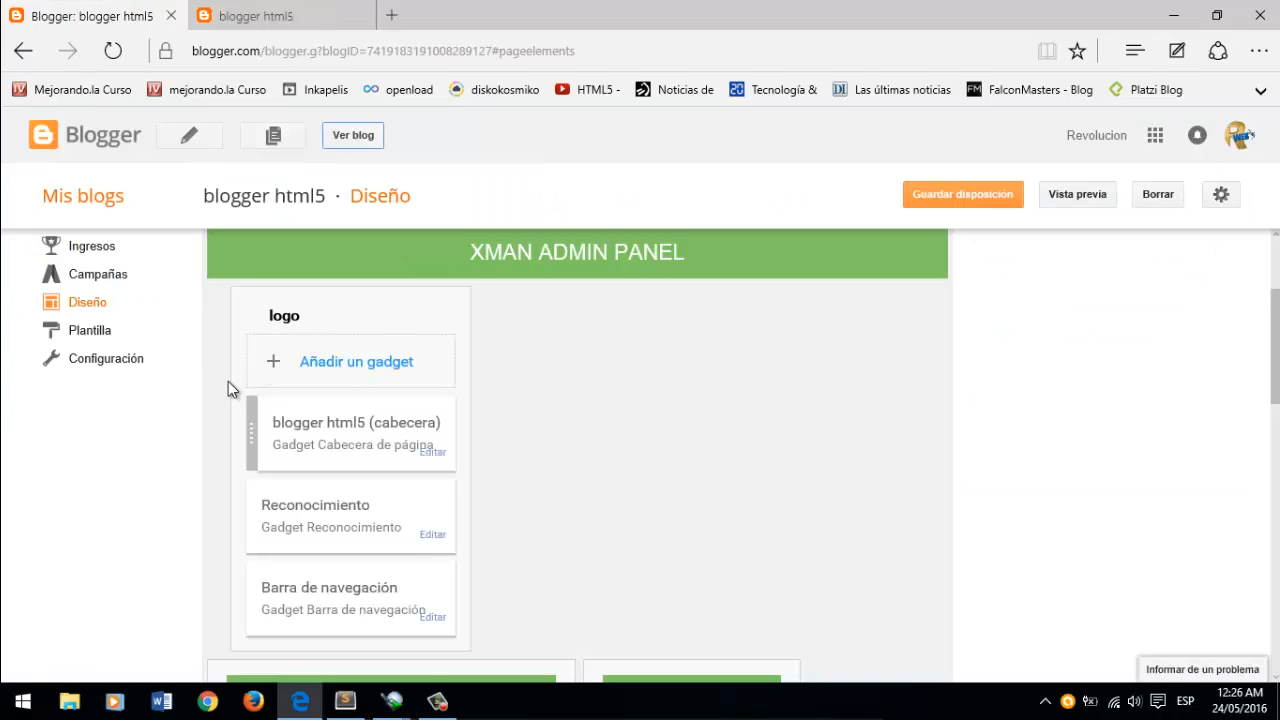 Blogger: blogger html5
blogger html5
blogger.com/blogger.g?blogID=7419183191008289127#pageelements
Mejorando.la Curso
mejorando.la Curso
Inkapelis
openload
diskokosmiko
HTML5 -
Noticias de
Tecnología &
Las últimas noticias
FalconMasters - Blog
Platzi Blog
Blogger
Ver blog
Revolucion
Mis blogs
blogger html5 · Diseño
Guardar disposición
Vista previa
Borrar
Ingresos
Campañas
Diseño
Plantilla
Configuración
XMAN ADMIN PANEL
logo
+ Añadir un gadget
blogger html5 (cabecera)
Gadget Cabecera de página
Editar
Reconocimiento
Gadget Reconocimiento
Editar
Barra de navegación
Gadget Barra de navegación
Editar
Informar de un problema
ESP
12:26 AM
24/05/2016